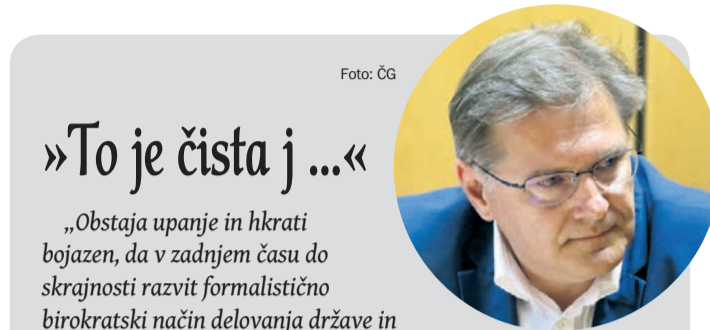 Foto: ČG
»To je čista j ...«
„Obstaja upanje in hkrati
bojazen, da v zadnjem času do
skrajnosti razvit formalistično
birokratski način delovanja države in